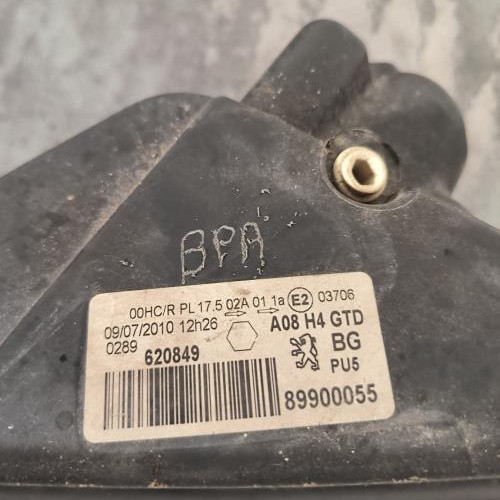 BPA
00HC/R PL 17.5 02A 01 1a E2 03706
09/07/2010 12h26
A08 H4 GTD
0289 620849
BG
PU5
89900055